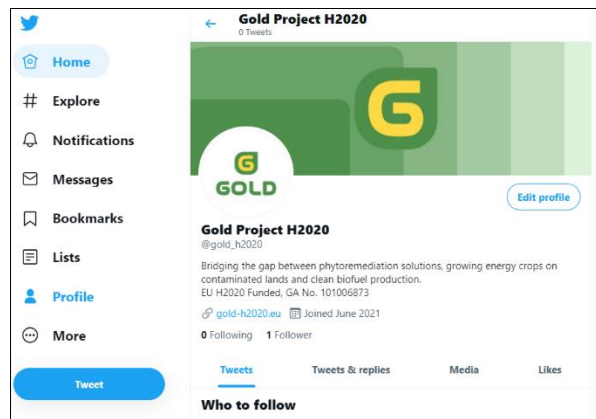 Gold Project H2020
0 Tweets
Home
Explore
Notifications
Messages
Bookmarks
Lists
Profile
More
Tweet
G
G
GOLD
Edit profile
Gold Project H2020
@gold_h2020
Bridging the gap between phytoremediation solutions, growing energy crops on
contaminated lands and clean biofuel production.
EU H2020 Funded, GA No. 101006873
gold-h2020.eu Joined June 2021
0 Following 1 Follower
Tweets Tweets & replies Media Likes
Who to follow